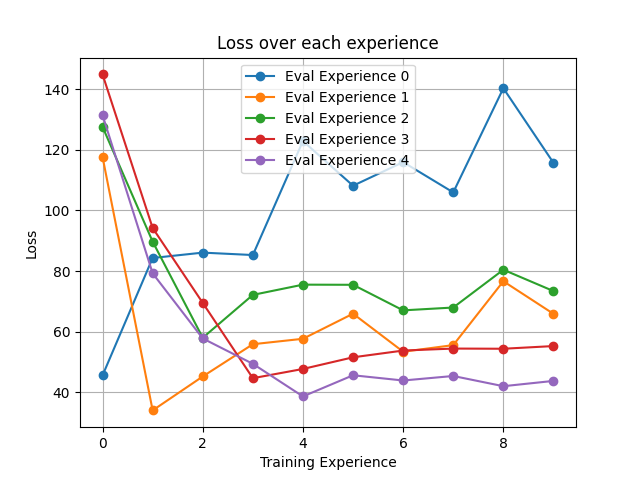 Loss over each experience
Eval Experience 0
Eval Experience 1
Eval Experience 2
Eval Experience 3
Eval Experience 4
140
120
100
80
60
40
Loss
0 2 4 6 8
Training Experience